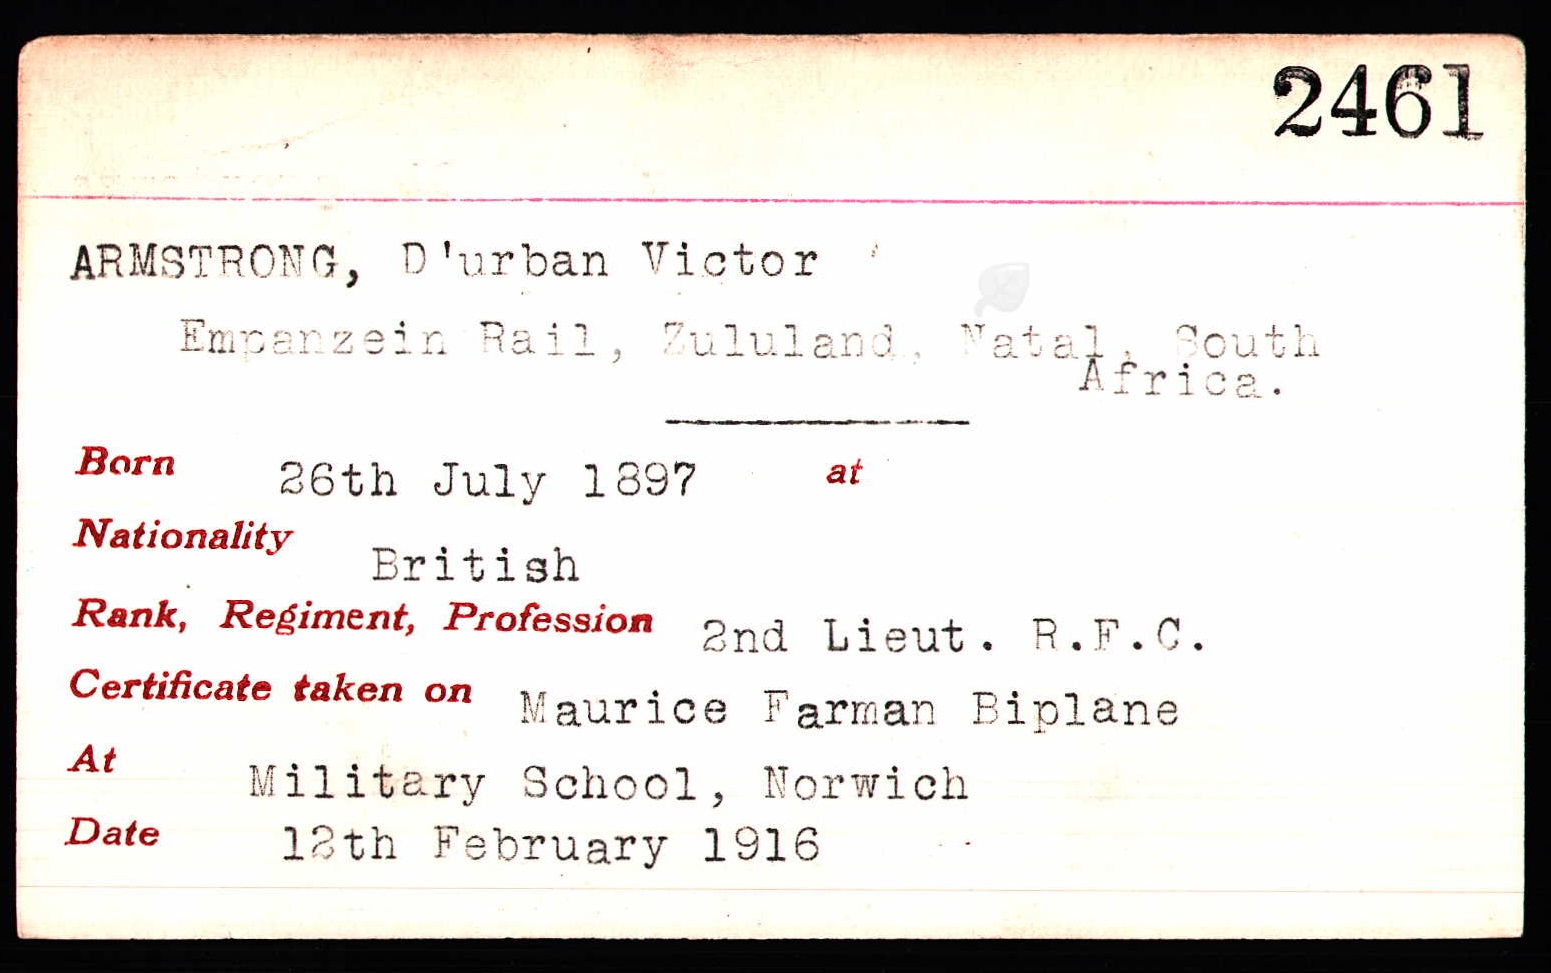 2461
ARMSTRONG, D'urban Victor
Empanzein Rail, Zululand, Natal, South
Africa.
Born 26th July 1897 at
Nationality British
Rank, Regiment, Profession 2nd Lieut. R.F.C.
Certificate taken on Maurice Farman Biplane
At Military School, Norwich
Date 12th February 1916